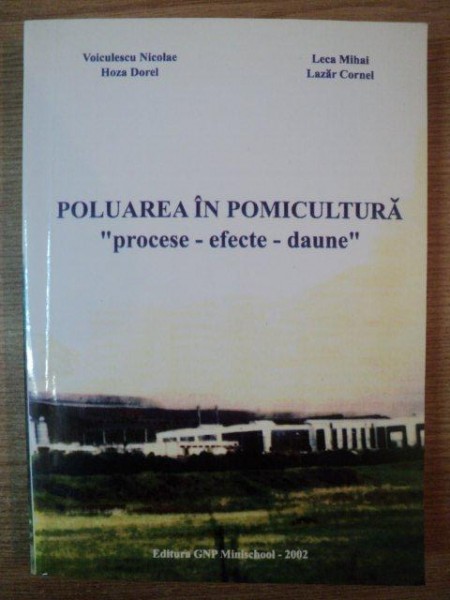 Voiculescu Nicolae
Hoza Dorel
Leca Mihai
Lazăr Cornel
POLUAREA ÎN POMICULTURĂ
"procese - efecte - daune"
Editura GNP Minischool - 2002